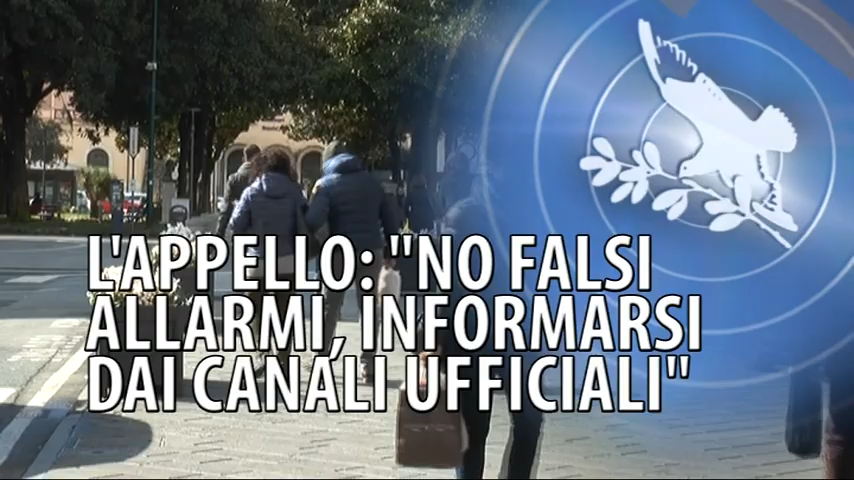 L'APPELLO: "NO FALSI
ALLARMI, INFORMARSI
DAI CANALI UFFICIALI"